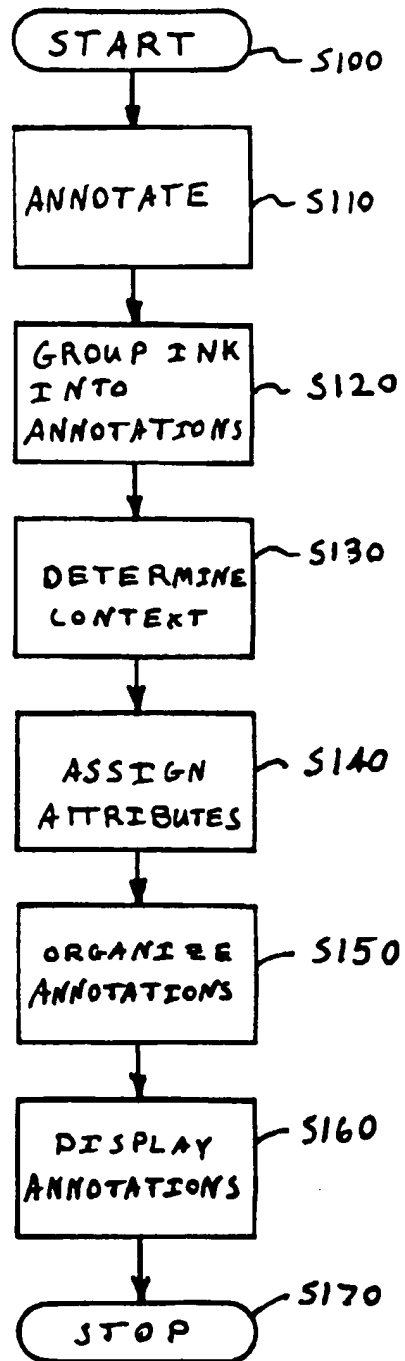 START
S100
ANNOTATE
S110
GROUP INK
INTO
ANNOTATIONS
S120
DETERMINE
CONTEXT
S130
ASSIGN
ATTRIBUTES
S140
ORGANIZE
ANNOTATIONS
S150
DISPLAY
ANNOTATIONS
S160
STOP
S170